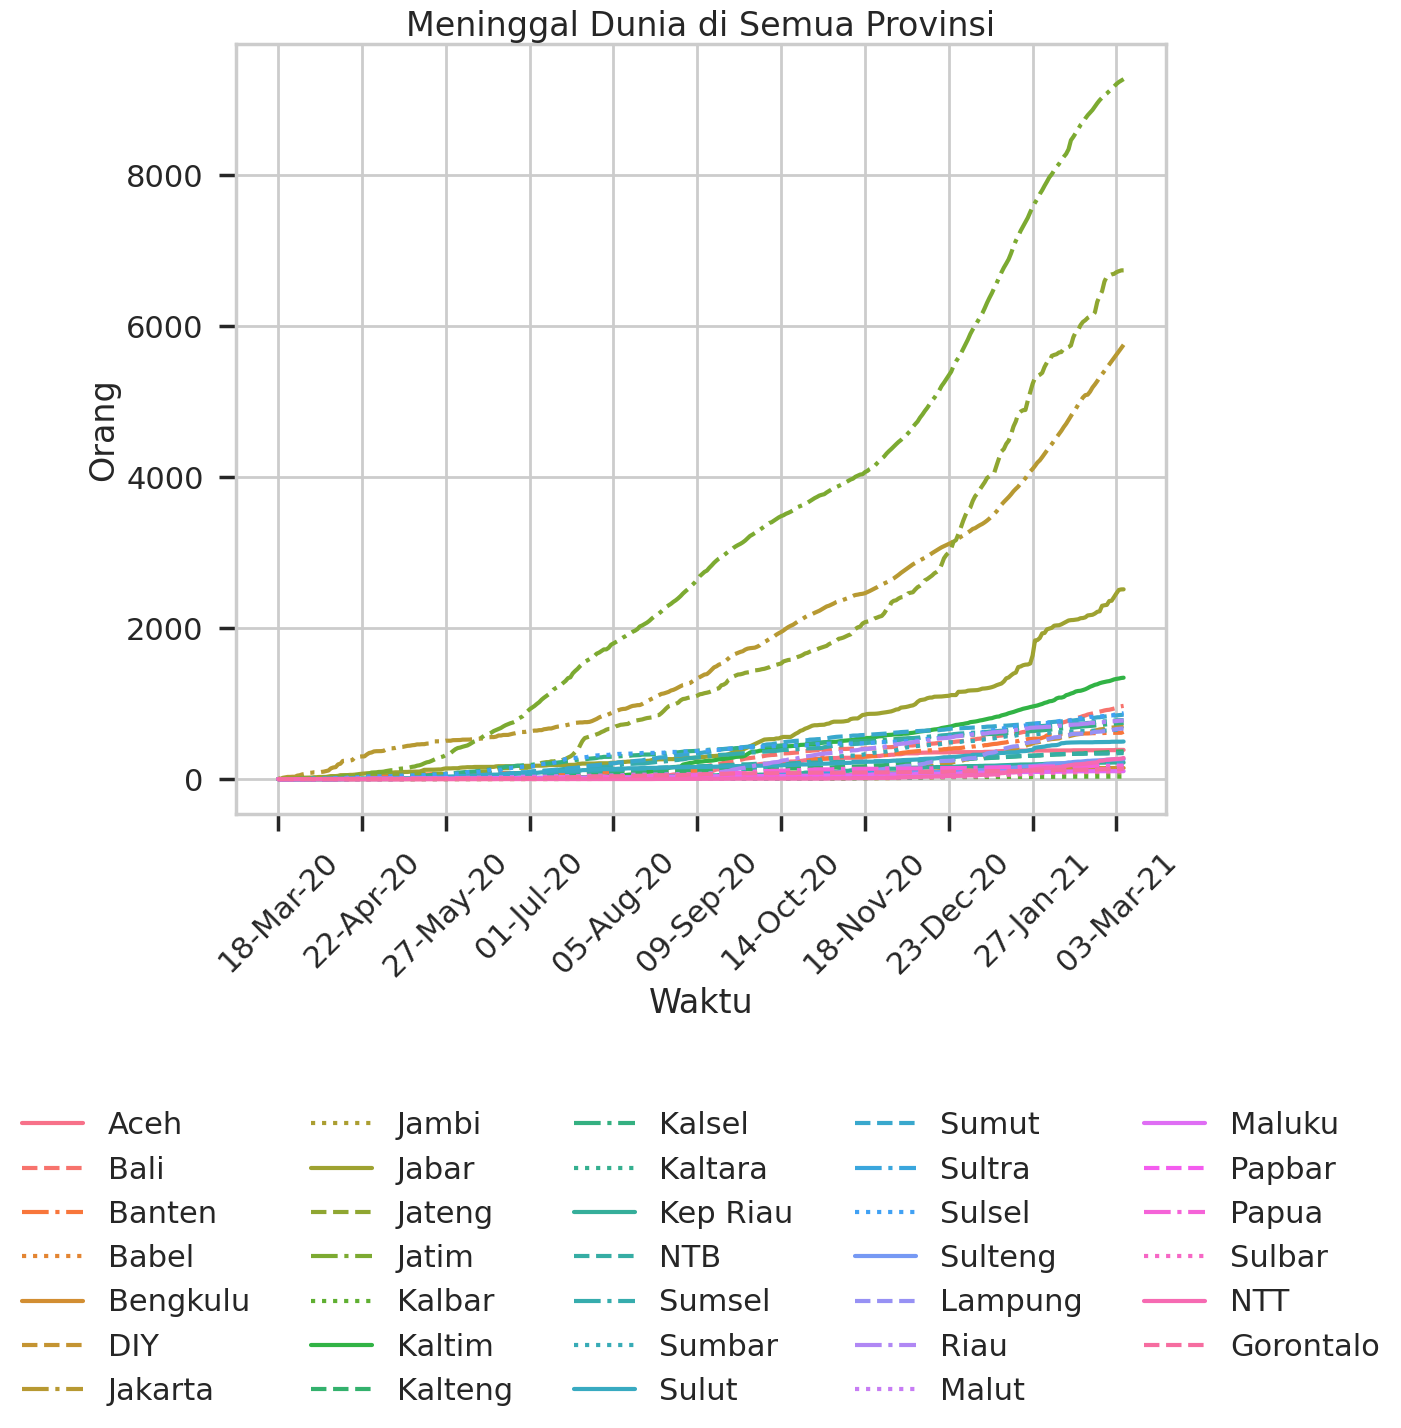 Meninggal Dunia di Semua Provinsi
8000
6000
4000
2000
0
Orang
18-Mar-20
22-Apr-20
27-May-20
01-Jul-20
05-Aug-20
09-Sep-20
14-Oct-20
18-Nov-20
23-Dec-20
27-Jan-21
03-Mar-21
Waktu
Aceh
Bali
Banten
Babel
Bengkulu
DIY
Jakarta
Jambi
Jabar
Jateng
Jatim
Kalbar
Kaltim
Kalteng
Kalsel
Kaltara
Kep Riau
NTB
Sumsel
Sumbar
Sulut
Sumut
Sultra
Sulsel
Sulteng
Lampung
Riau
Malut
Maluku
Papbar
Papua
Sulbar
NTT
Gorontalo